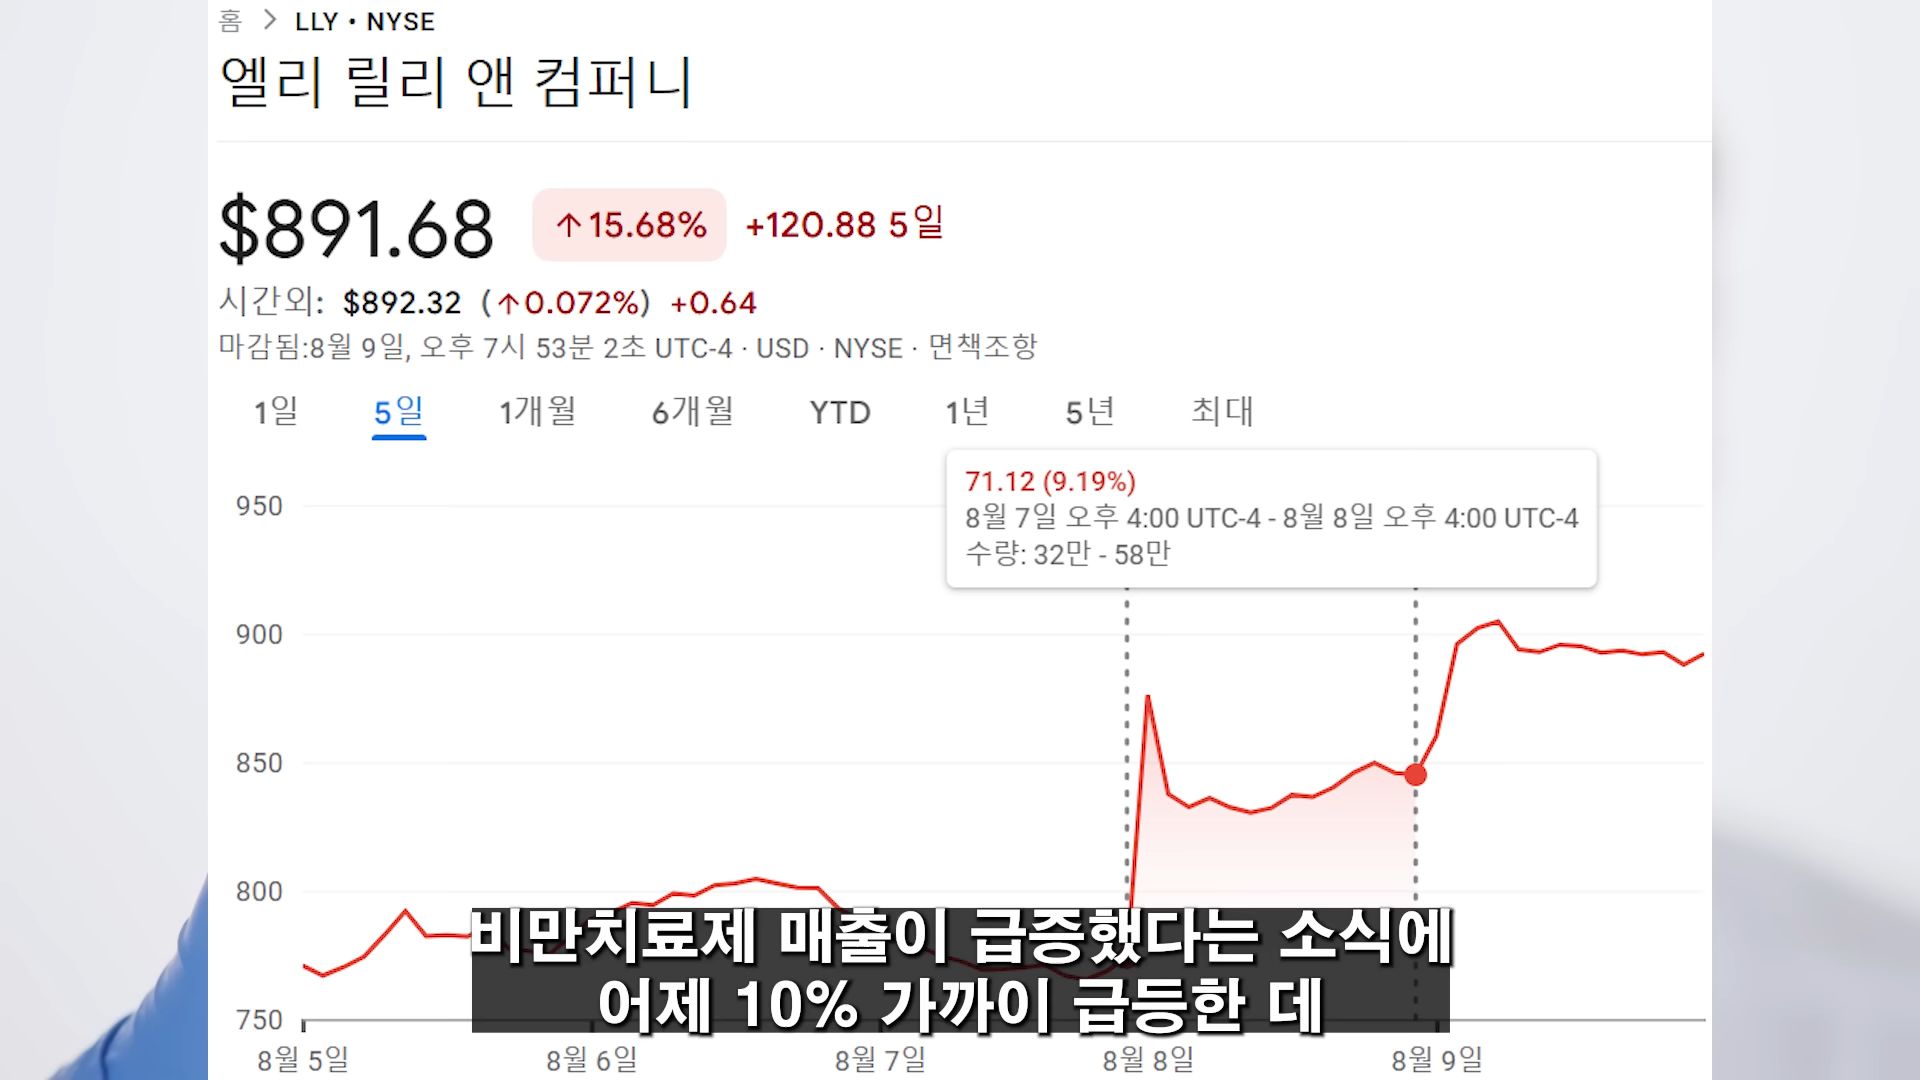 홈 > LLY • NYSE
엘리 릴리 앤 컴퍼니
$891.68 ↑15.68% +120.88 5일
시간외: $892.32 (↑0.072%) +0.64
마감됨:8월 9일, 오후 7시 53분 2초 UTC-4 · USD · NYSE · 면책조항
1일 5일 1개월 6개월 YTD 1년 5년 최대
71.12 (9.19%)
8월 7일 오후 4:00 UTC-4 - 8월 8일 오후 4:00 UTC-4
수량: 32만 - 58만
950
900
850
800
750
비만치료제 매출이 급증했다는 소식에
어제 10% 가까이 급등한 데
8월 5일 8월 6일 8월 7일 8월 8일 8월 9일